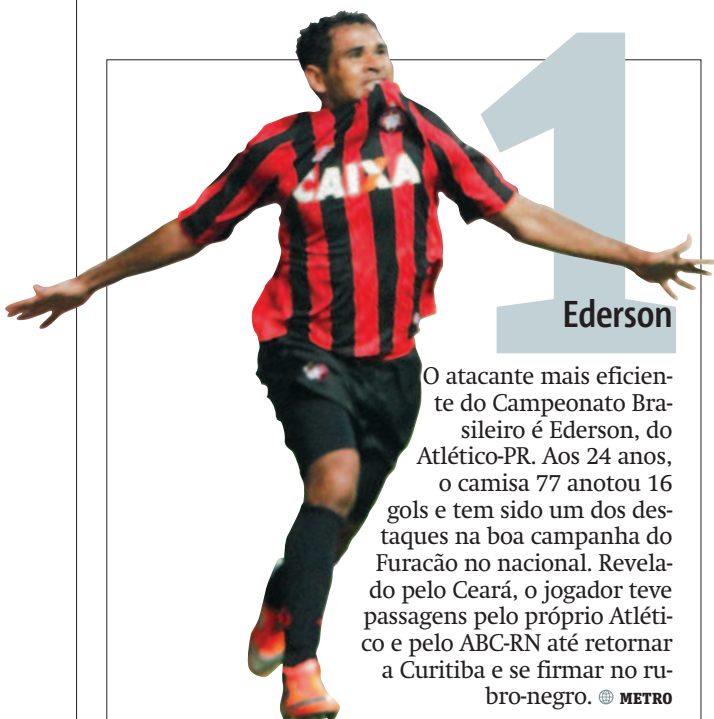 CAIXA
1
Ederson
O atacante mais eficien-
te do Campeonato Bra-
sileiro é Ederson, do
Atlético-PR. Aos 24 anos,
o camisa 77 anotou 16
gols e tem sido um dos des-
taques na boa campanha do
Furacão no nacional. Revela-
do pelo Ceará, o jogador teve
passagens pelo próprio Atléti-
co e pelo ABC-RN até retornar
a Curitiba e se firmar no ru-
bro-negro. METRO